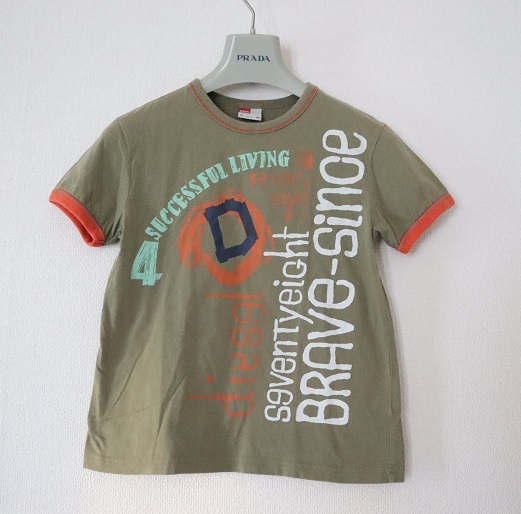 PRADA
4 SUCCESSFUL LIVING
D
diesel
seventyeight
BRAVE-since